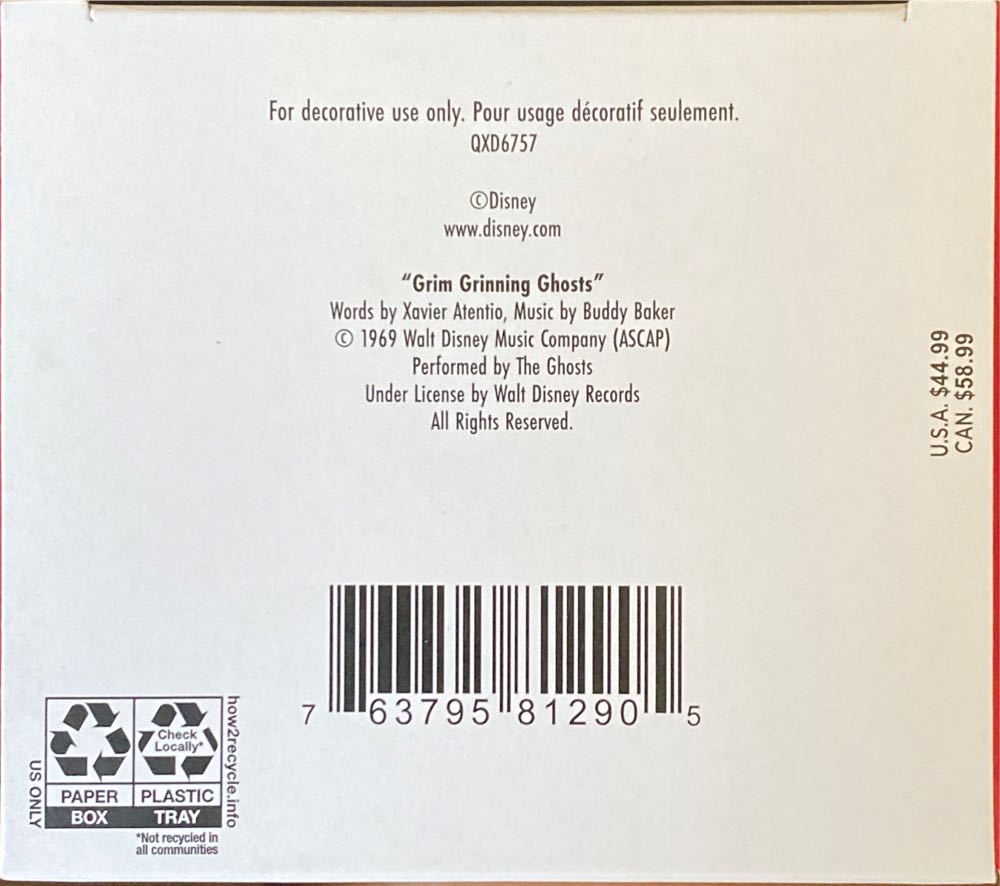 For decorative use only. Pour usage décoratif seulement.
QXD6757
©Disney
www.disney.com
“Grim Grinning Ghosts”
Words by Xavier Atentio, Music by Buddy Baker
© 1969 Walt Disney Music Company (ASCAP)
Performed by The Ghosts
Under License by Walt Disney Records
All Rights Reserved.
U.S.A. $44.99
CAN. $58.99
7 63795 81290 5
US ONLY
Check
Locally*
PAPER PLASTIC
BOX TRAY
how2recycle.info
*Not recycled in
all communities